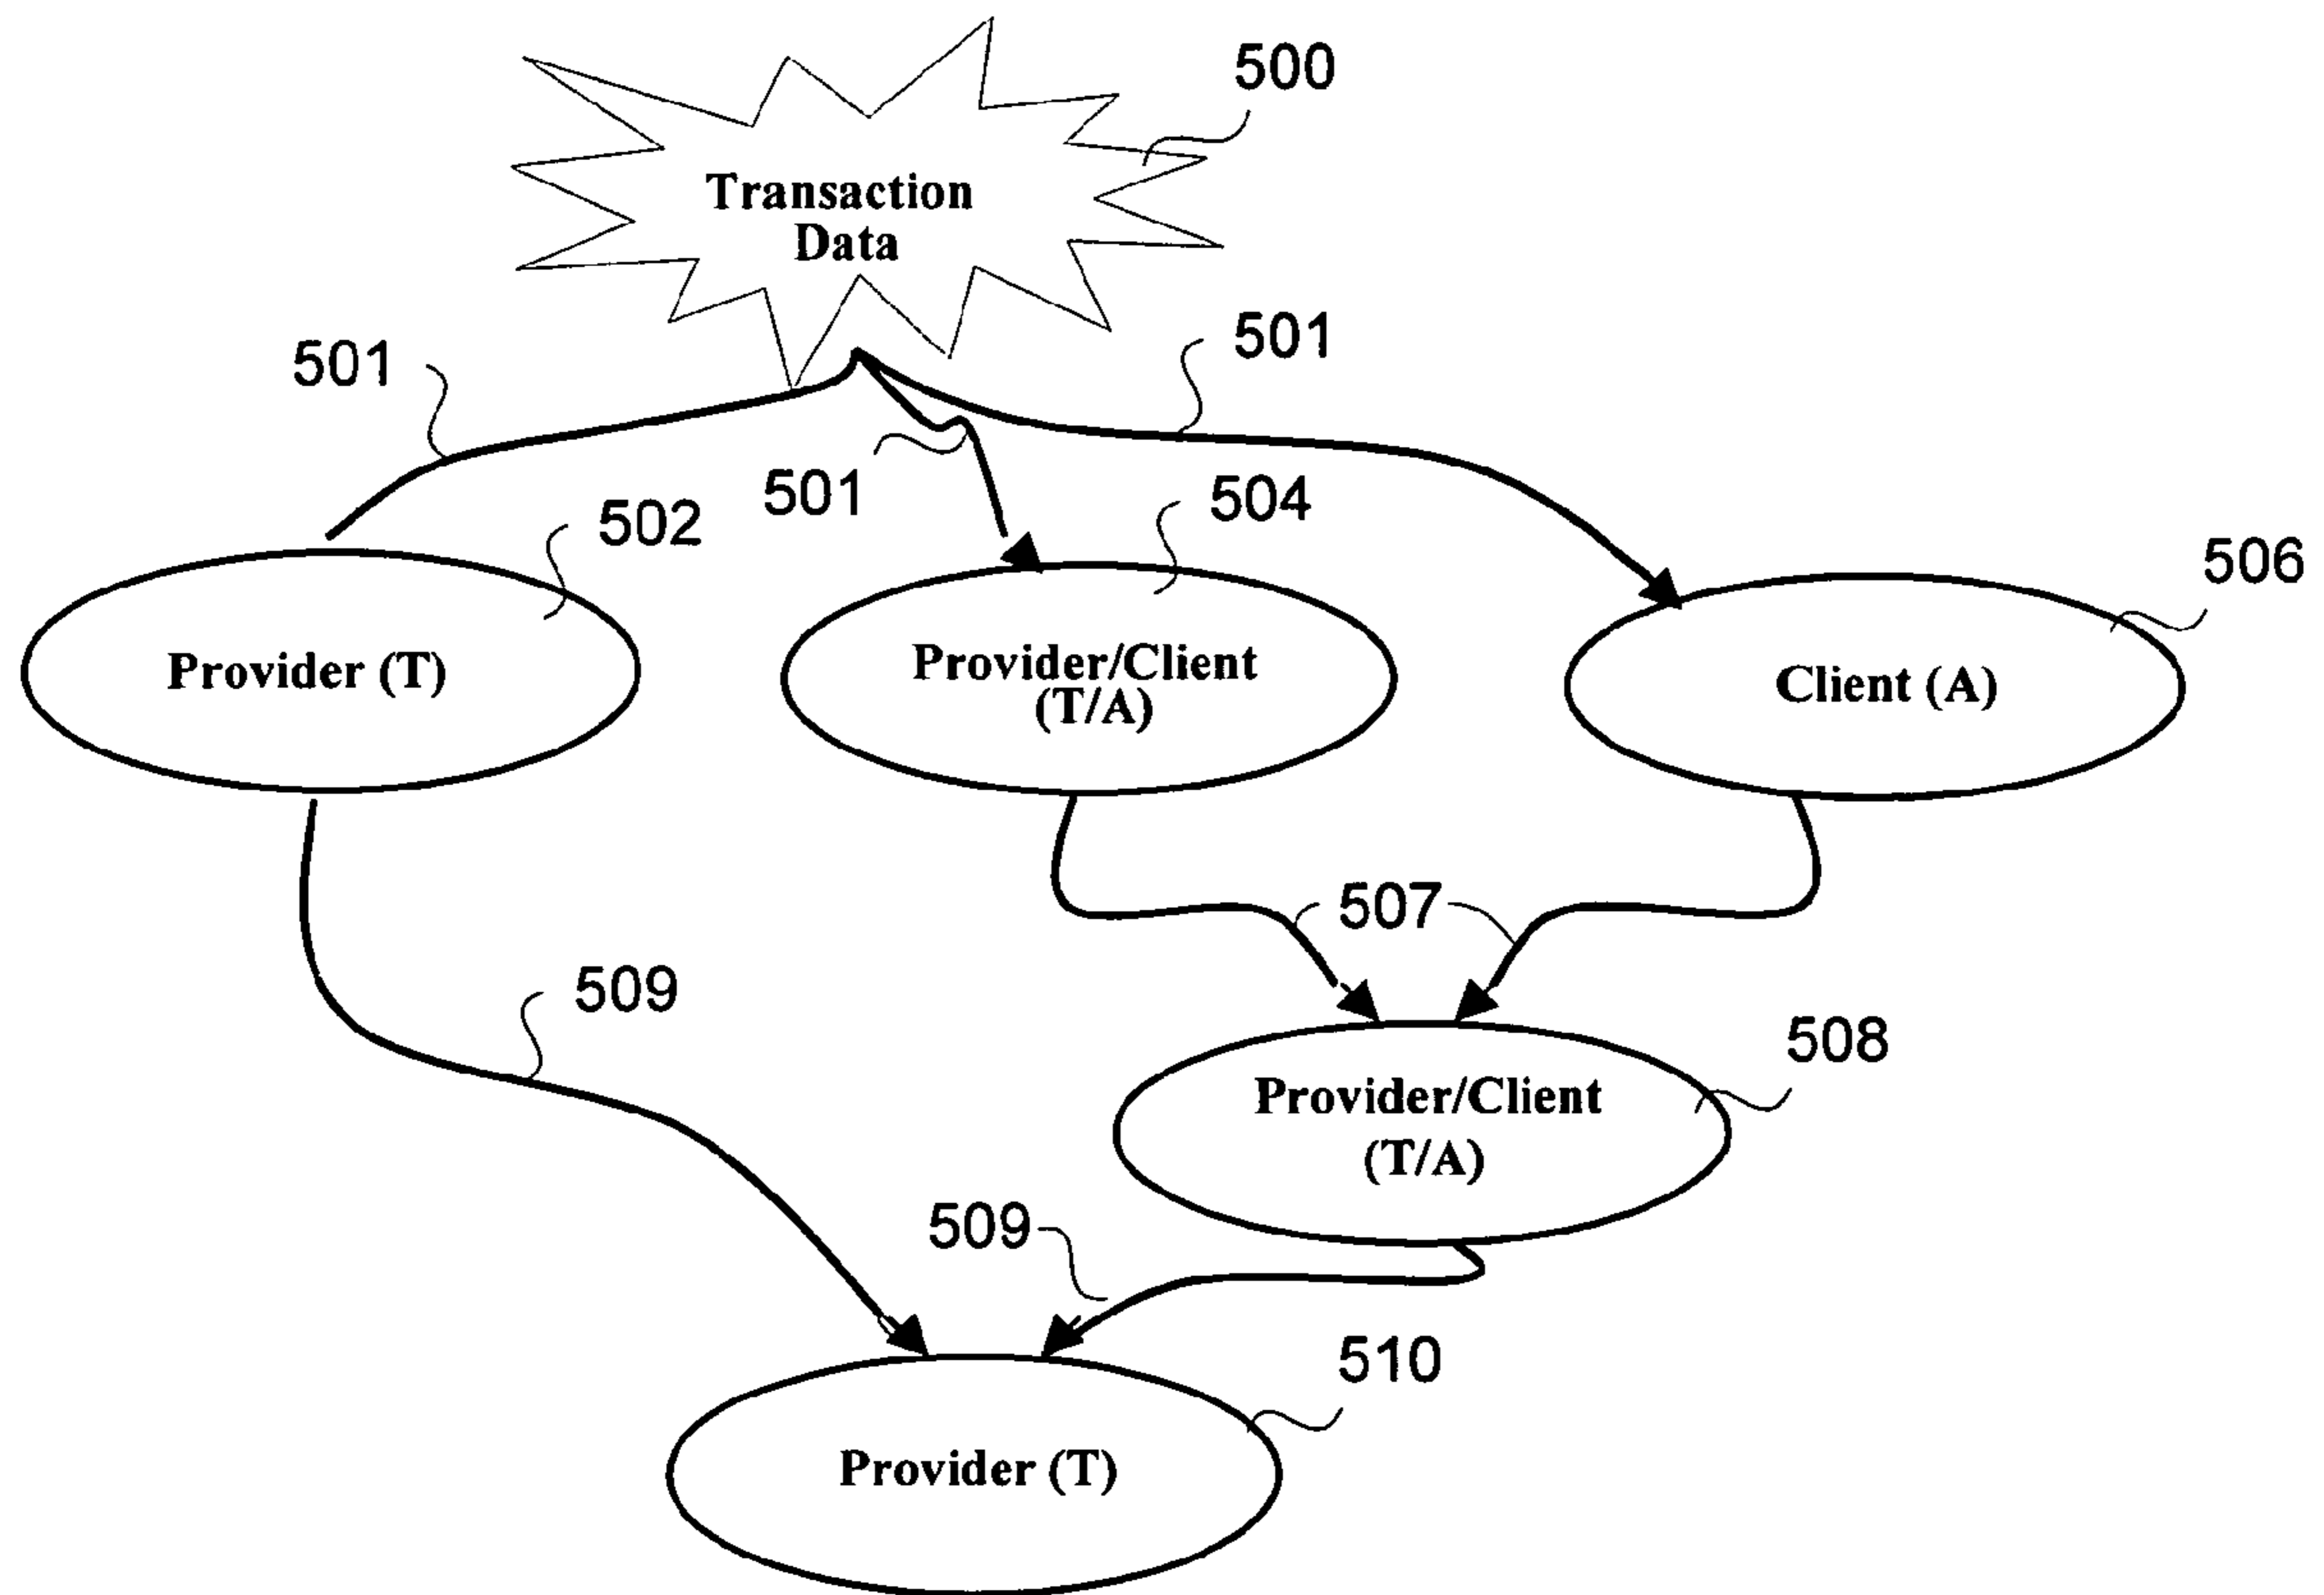 500
Transaction
Data
501
501
501
504
502
506
Provider (T)
Provider/Client
(T/A)
Client (A)
507
509
508
Provider/Client
(T/A)
509
510
Provider (T)